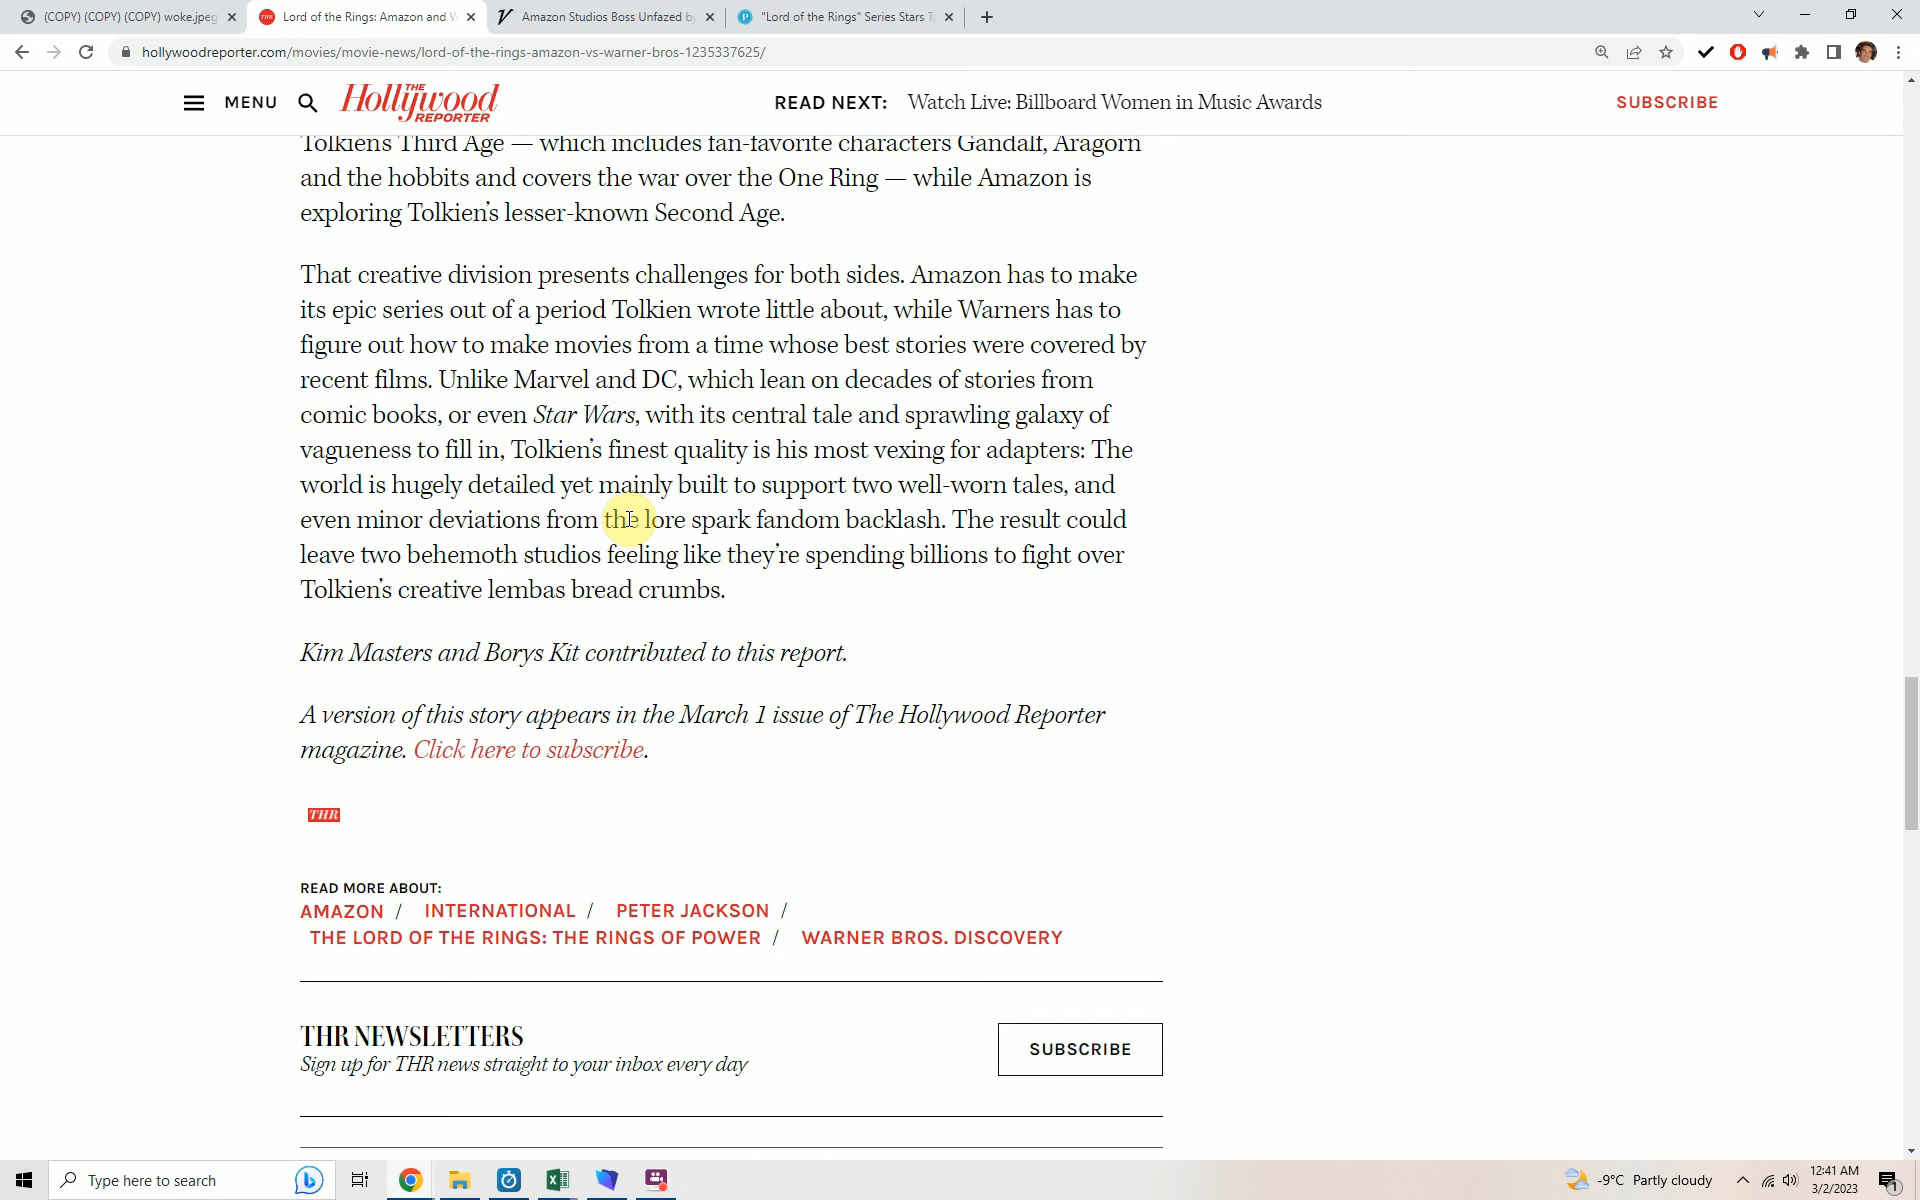 (COPY) (COPY) (COPY) woke.jpeg
Lord of the Rings: Amazon and W
Amazon Studios Boss Unfazed by
"Lord of the Rings" Series Stars T
hollywoodreporter.com/movies/movie-news/lord-of-the-rings-amazon-vs-warner-bros-1235337625/
MENU
THE Hollywood REPORTER
READ NEXT: Watch Live: Billboard Women in Music Awards
SUBSCRIBE
Tolkien's Third Age — which includes fan-favorite characters Gandalf, Aragorn
and the hobbits and covers the war over the One Ring — while Amazon is
exploring Tolkien's lesser-known Second Age.
That creative division presents challenges for both sides. Amazon has to make
its epic series out of a period Tolkien wrote little about, while Warners has to
figure out how to make movies from a time whose best stories were covered by
recent films. Unlike Marvel and DC, which lean on decades of stories from
comic books, or even Star Wars, with its central tale and sprawling galaxy of
vagueness to fill in, Tolkien's finest quality is his most vexing for adapters: The
world is hugely detailed yet mainly built to support two well-worn tales, and
even minor deviations from the lore spark fandom backlash. The result could
leave two behemoth studios feeling like they're spending billions to fight over
Tolkien's creative lembas bread crumbs.
Kim Masters and Borys Kit contributed to this report.
A version of this story appears in the March 1 issue of The Hollywood Reporter
magazine. Click here to subscribe.
THR
READ MORE ABOUT:
AMAZON / INTERNATIONAL / PETER JACKSON /
THE LORD OF THE RINGS: THE RINGS OF POWER / WARNER BROS. DISCOVERY
THR NEWSLETTERS
Sign up for THR news straight to your inbox every day
SUBSCRIBE
Type here to search
-9°C Partly cloudy
12:41 AM
3/2/2023
1